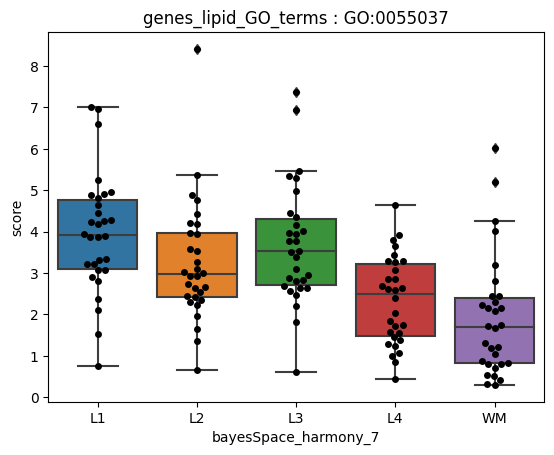 genes_lipid_GO_terms : GO:0055037
8
7
6
5
4
3
2
1
0
score
L1 L2 L3 L4 WM
bayesSpace_harmony_7